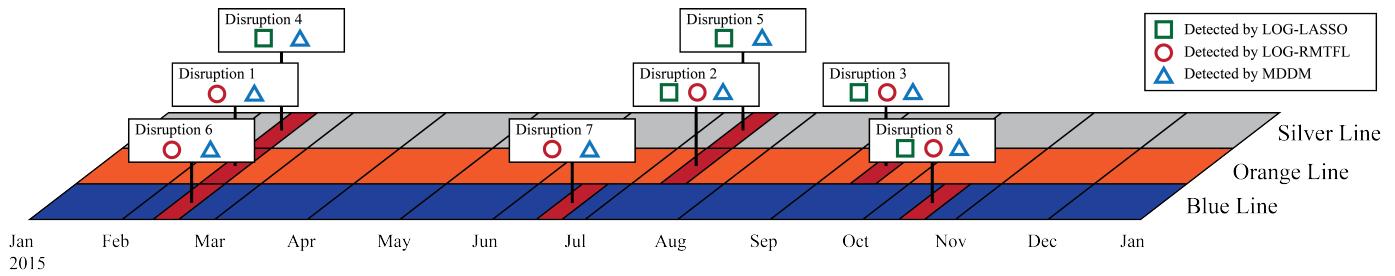 Disruption 4
Disruption 5
Detected by LOG-LASSO
Detected by LOG-RMTFL
Detected by MDDM
Disruption 1
Disruption 2
Disruption 3
Disruption 6
Disruption 7
Disruption 8
Silver Line
Orange Line
Blue Line
Jan Feb Mar Apr May Jun Jul Aug Sep Oct Nov Dec Jan
2015